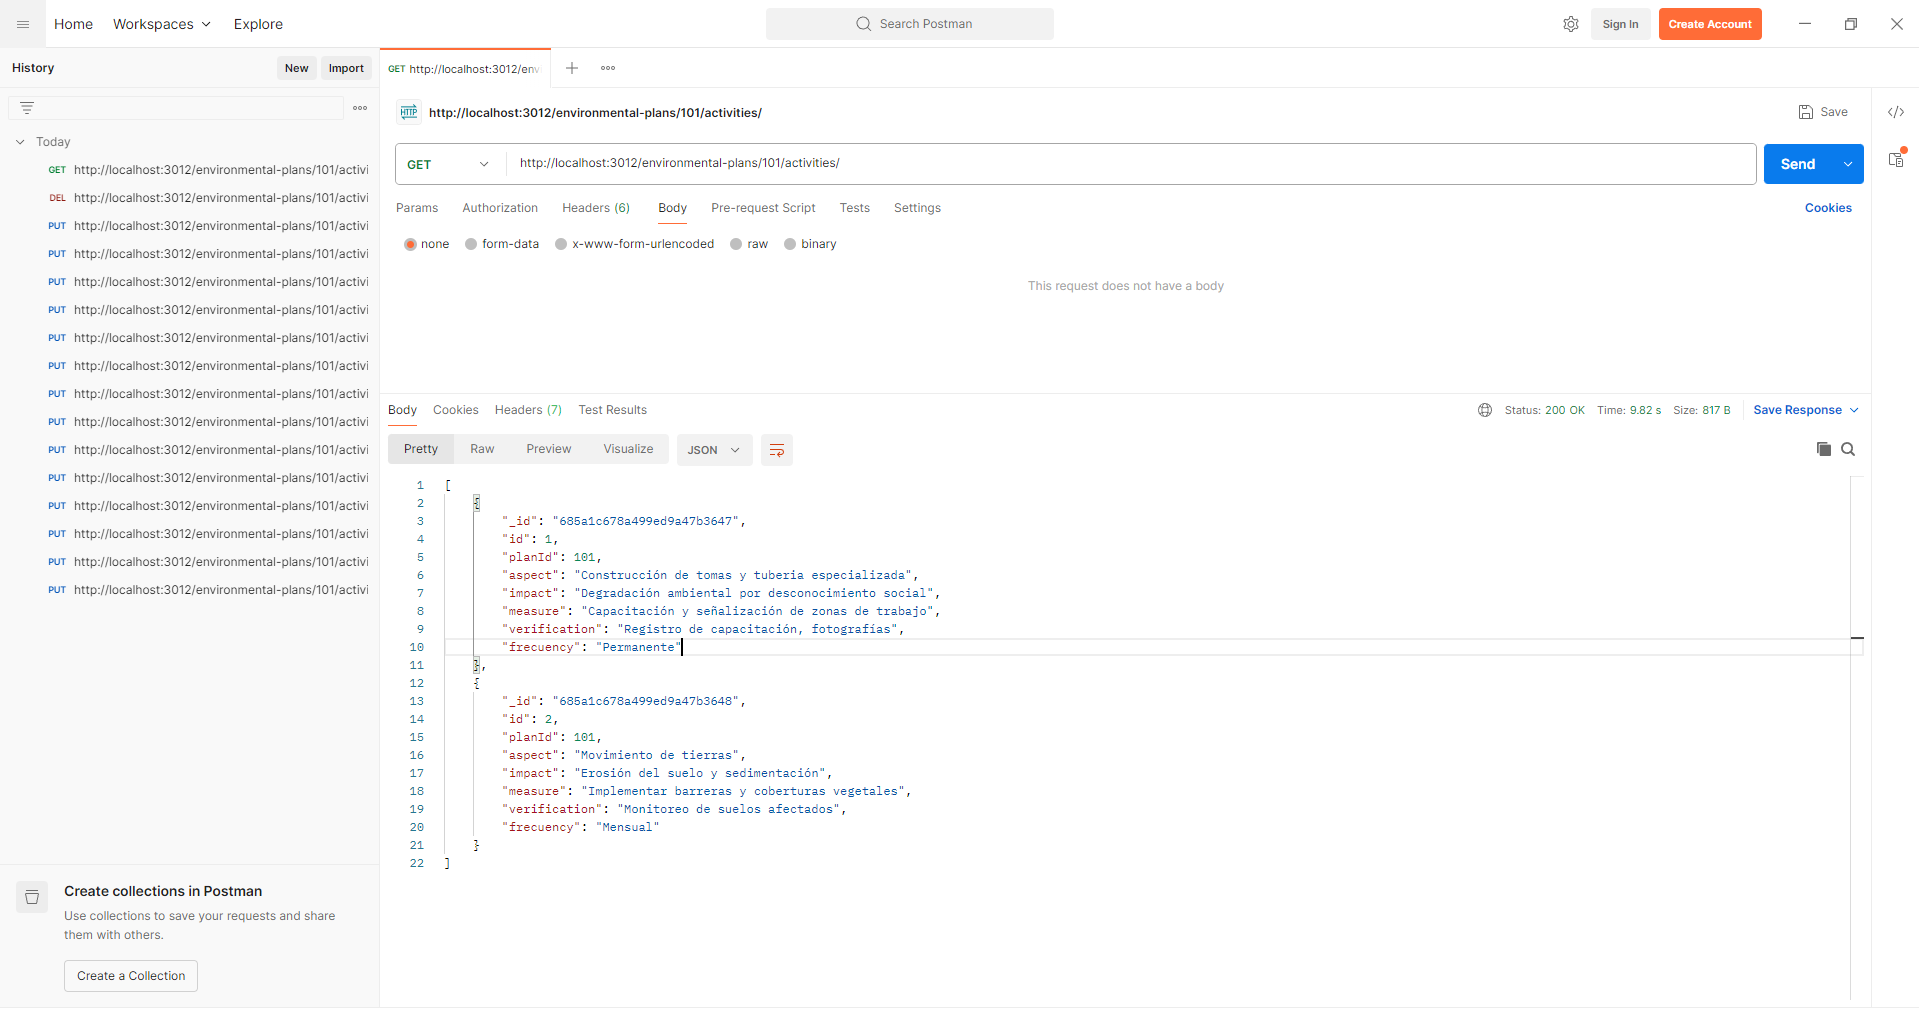 Home
Workspaces
Explore
Search Postman
Sign In
Create Account
History
New
Import
GET http://localhost:3012/env
HTTP http://localhost:3012/environmental-plans/101/activities/
Save
Today
GET http://localhost:3012/environmental-plans/101/activi
DEL http://localhost:3012/environmental-plans/101/activi
PUT http://localhost:3012/environmental-plans/101/activi
PUT http://localhost:3012/environmental-plans/101/activi
PUT http://localhost:3012/environmental-plans/101/activi
PUT http://localhost:3012/environmental-plans/101/activi
PUT http://localhost:3012/environmental-plans/101/activi
PUT http://localhost:3012/environmental-plans/101/activi
PUT http://localhost:3012/environmental-plans/101/activi
PUT http://localhost:3012/environmental-plans/101/activi
PUT http://localhost:3012/environmental-plans/101/activi
PUT http://localhost:3012/environmental-plans/101/activi
PUT http://localhost:3012/environmental-plans/101/activi
PUT http://localhost:3012/environmental-plans/101/activi
PUT http://localhost:3012/environmental-plans/101/activi
PUT http://localhost:3012/environmental-plans/101/activi
Create collections in Postman
Use collections to save your requests and share
them with others.
Create a Collection
GET http://localhost:3012/environmental-plans/101/activities/
Send
Params Authorization Headers (6) Body Pre-request Script Tests Settings Cookies
none form-data x-www-form-urlencoded raw binary
This request does not have a body
Body Cookies Headers (7) Test Results Status: 200 OK Time: 9.82 s Size: 817 B Save Response
Pretty Raw Preview Visualize JSON
1 [
2 {
3 "_id": "685a1c678a499ed9a47b3647",
4 "id": 1,
5 "planId": 101,
6 "aspect": "Construcción de tomas y tuberia especializada",
7 "impact": "Degradación ambiental por desconocimiento social",
8 "measure": "Capacitación y señalización de zonas de trabajo",
9 "verification": "Registro de capacitación, fotografías",
10 "frecuency": "Permanente"
11 },
12 {
13 "_id": "685a1c678a499ed9a47b3648",
14 "id": 2,
15 "planId": 101,
16 "aspect": "Movimiento de tierras",
17 "impact": "Erosión del suelo y sedimentación",
18 "measure": "Implementar barreras y coberturas vegetales",
19 "verification": "Monitoreo de suelos afectados",
20 "frecuency": "Mensual"
21 }
22 ]